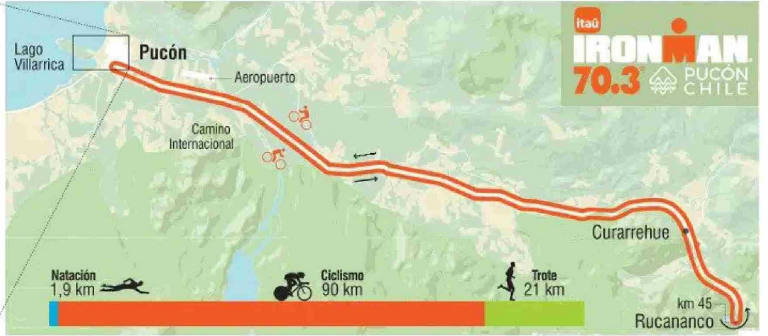 Lago
Villarrica
Pucón
Aeropuerto
Camino
Internacional
itaú
IRONMAN
70.3
PUCÓN
CHILE
Curarrehue
km 45
Rucananco
Natación
1,9 km
Ciclismo
90 km
Trote
21 km